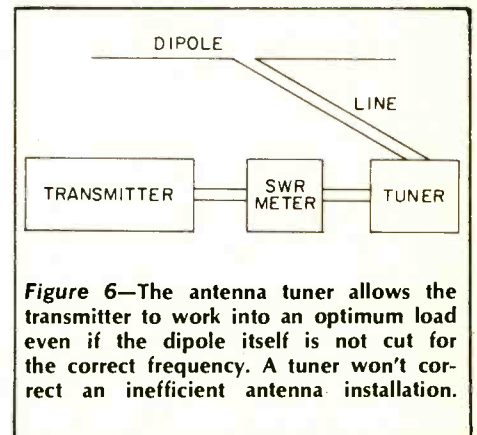 DIPOLE
LINE
TRANSMITTER
SWR
METER
TUNER
Figure 6—The antenna tuner allows the
transmitter to work into an optimum load
even if the dipole itself is not cut for
the correct frequency. A tuner won't cor-
rect an inefficient antenna installation.